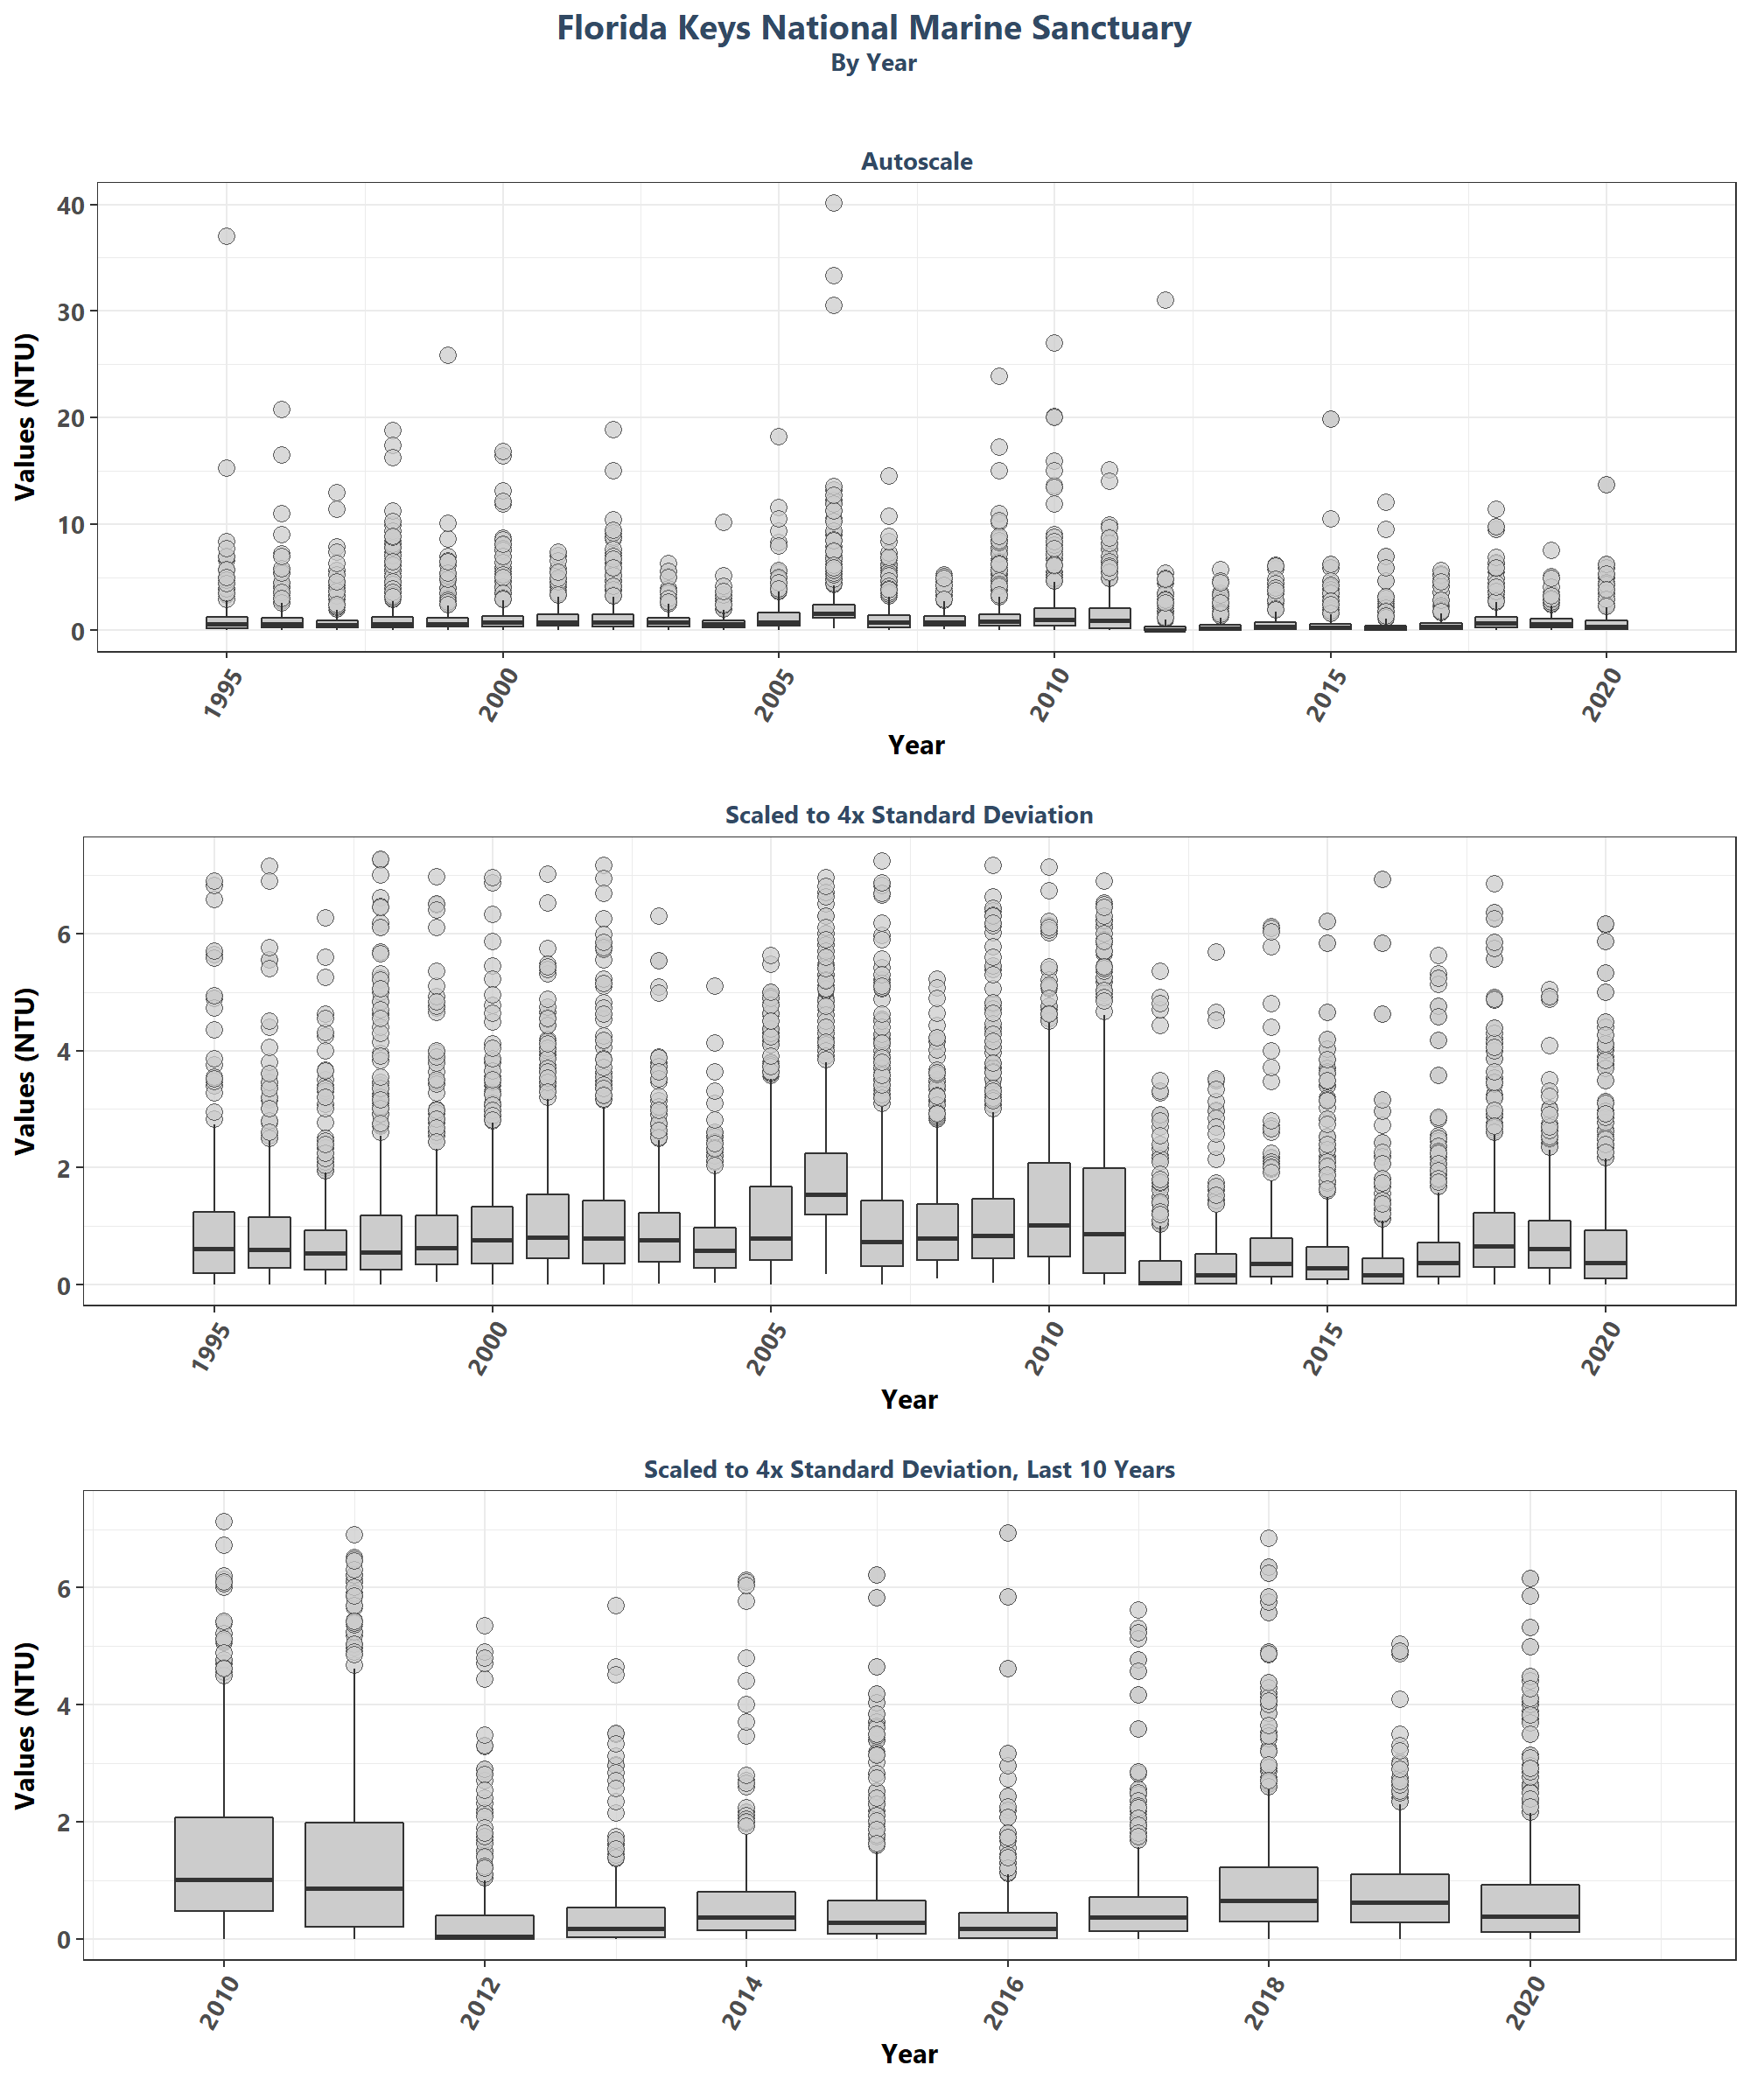 Florida Keys National Marine Sanctuary
By Year
Autoscale
Values (NTU)
40
30
20
10
0
1995 2000 2005 2010 2015 2020
Year
Scaled to 4x Standard Deviation
Values (NTU)
6
4
2
0
1995 2000 2005 2010 2015 2020
Year
Scaled to 4x Standard Deviation, Last 10 Years
Values (NTU)
6
4
2
0
2010 2012 2014 2016 2018 2020
Year